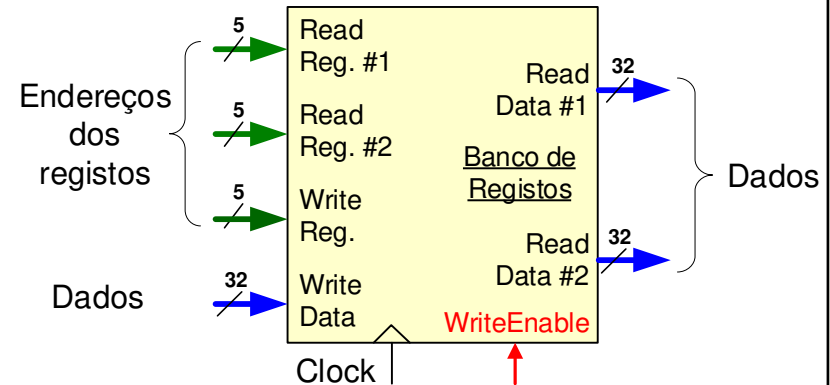 Endereços
dos
registos
Dados
5
5
5
32
Read
Reg. #1
Read
Reg. #2
Write
Reg.
Write
Data
Banco de
Registos
Read
Data #1
Read
Data #2
WriteEnable
Clock
32
32
Dados